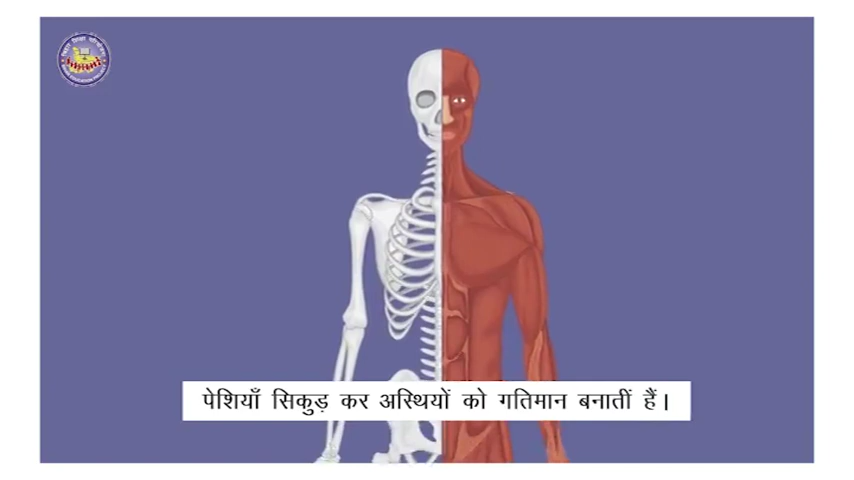 पेशियाँ सिकुड़ कर अस्थियों को गतिमान बनातीं हैं।